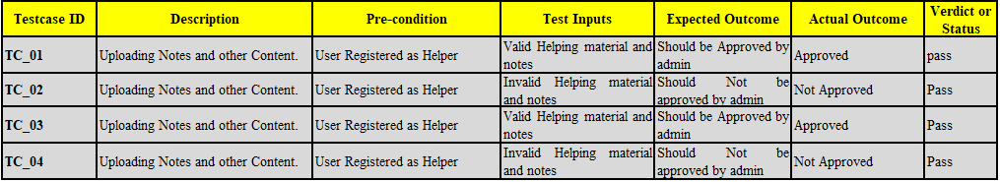 Testcase ID Description Pre-condition Test Inputs Expected Outcome Actual Outcome Verdict or Status
TC_01 Uploading Notes and other Content. User Registered as Helper Valid Helping material and notes Should be Approved by admin Approved pass
TC_02 Uploading Notes and other Content. User Registered as Helper Invalid Helping material and notes Should Not be approved by admin Not Approved Pass
TC_03 Uploading Notes and other Content. User Registered as Helper Valid Helping material and notes Should be Approved by admin Approved Pass
TC_04 Uploading Notes and other Content. User Registered as Helper Invalid Helping material and notes Should Not be approved by admin Not Approved Pass